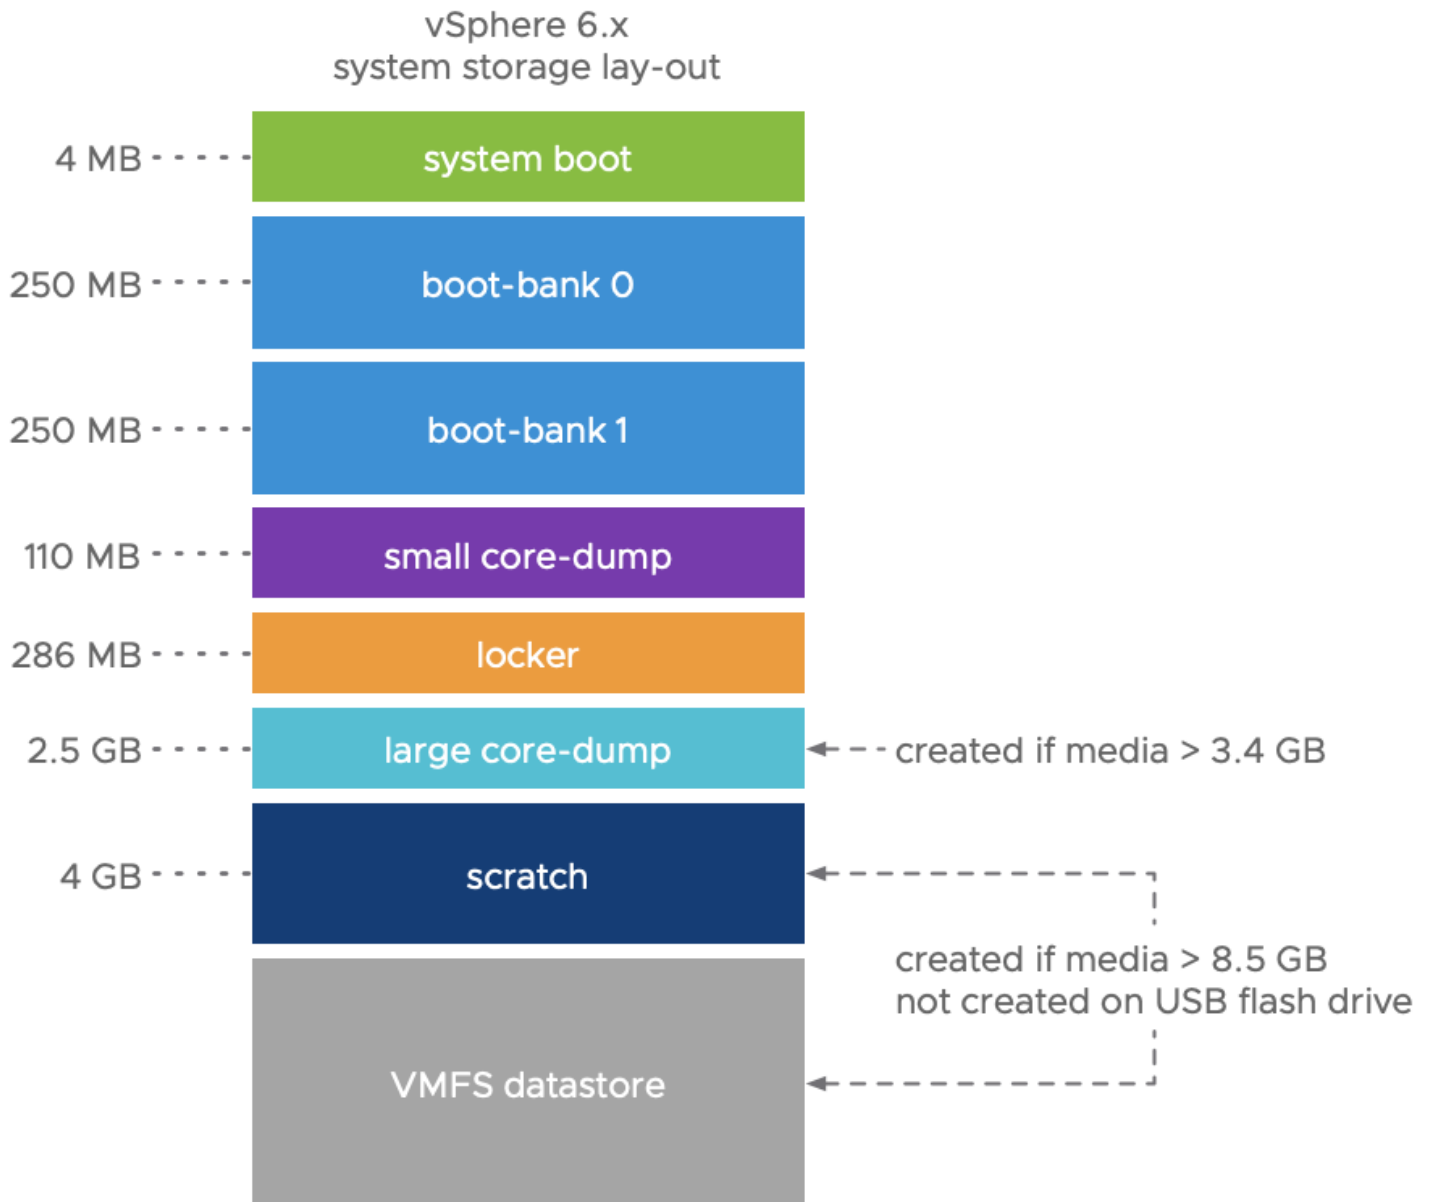 vSphere 6.x
system storage lay-out
4 MB
system boot
250 MB
boot-bank 0
250 MB
boot-bank 1
110 MB
small core-dump
286 MB
locker
2.5 GB
large core-dump
created if media > 3.4 GB
4 GB
scratch
created if media > 8.5 GB
not created on USB flash drive
VMFS datastore